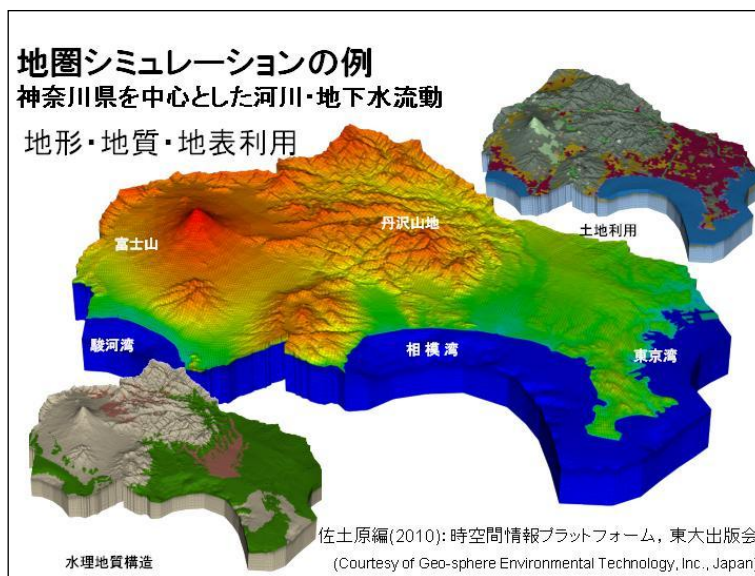 地圏シミュレーションの例
神奈川県を中心とした河川・地下水流動
地形・地質・地表利用
丹沢山地
富士山
土地利用
駿河湾
相模湾
東京湾
水理地質構造
佐土原編(2010):時空間情報プラットフォーム, 東大出版会
(Courtesy of Geo-sphere Environmental Technology, Inc., Japan)